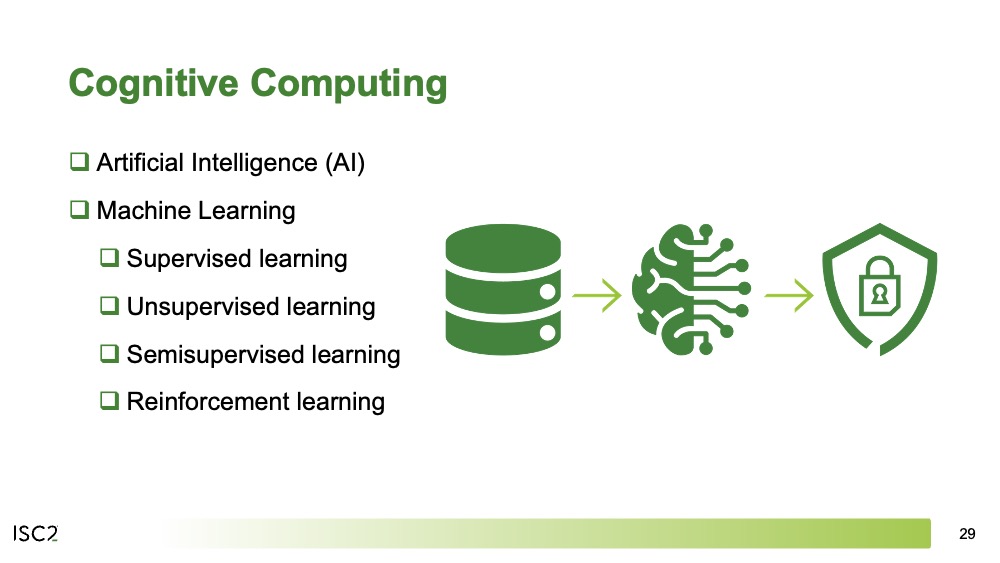 Cognitive Computing
Artificial Intelligence (AI)
Machine Learning
Supervised learning
Unsupervised learning
Semisupervised learning
Reinforcement learning
ISC2
29